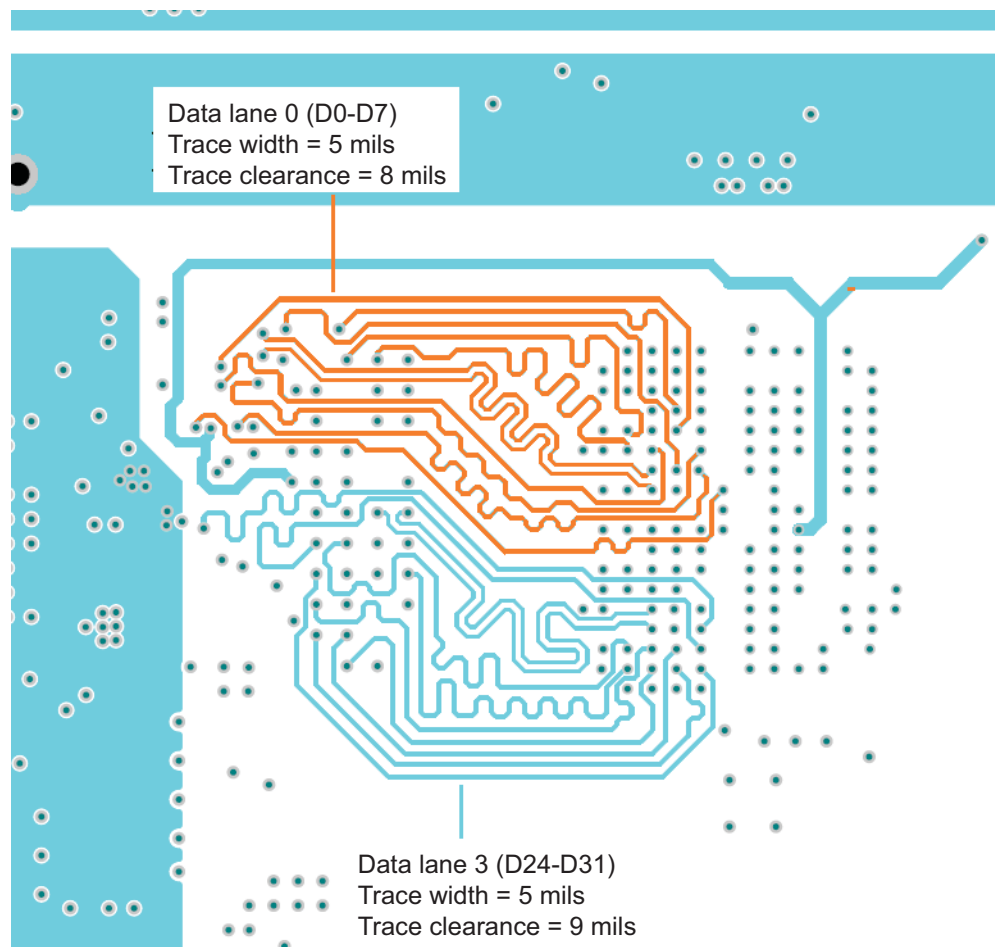 Data lane 0 (D0-D7)
Trace width = 5 mils
Trace clearance = 8 mils
Data lane 3 (D24-D31)
Trace width = 5 mils
Trace clearance = 9 mils